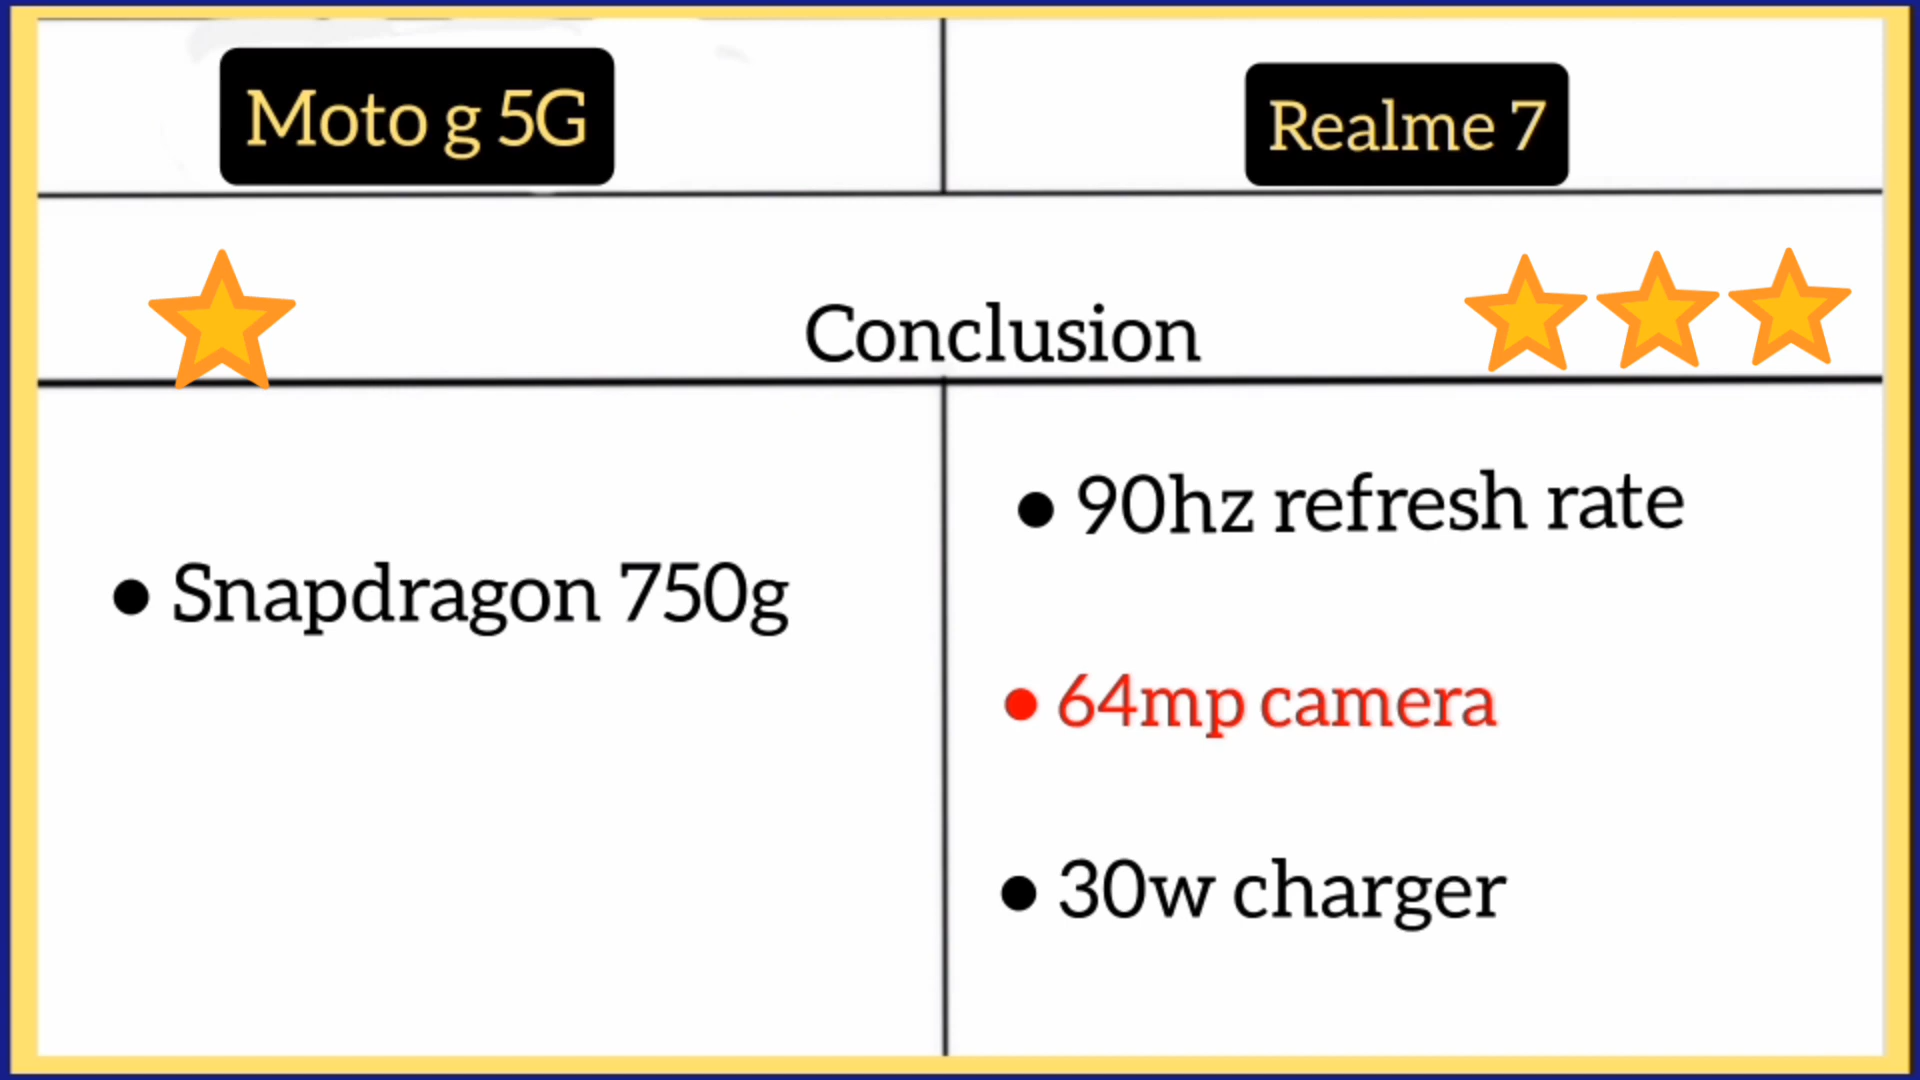 Moto g 5G
Realme 7
Conclusion
• Snapdragon 750g
• 90hz refresh rate
• 64mp camera
• 30w charger